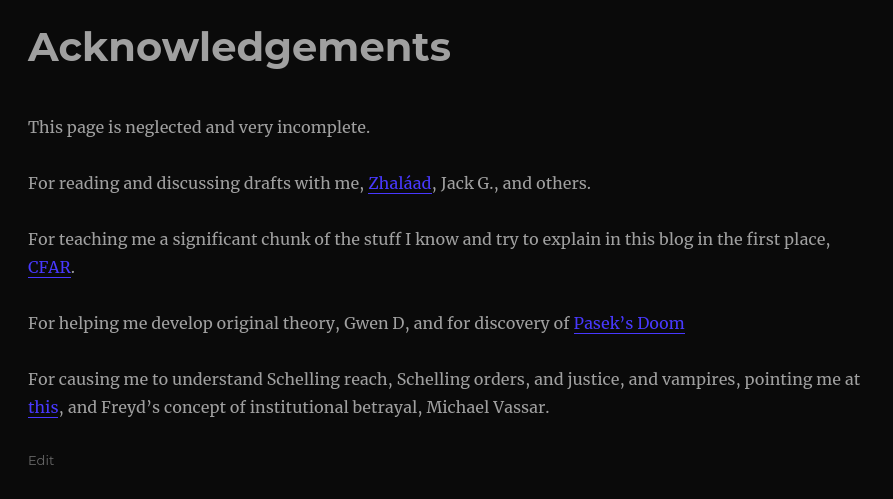 Acknowledgements
This page is neglected and very incomplete.
For reading and discussing drafts with me, Zhaláad, Jack G., and others.
For teaching me a significant chunk of the stuff I know and try to explain in this blog in the first place,
CFAR.
For helping me develop original theory, Gwen D, and for discovery of Pasek’s Doom
For causing me to understand Schelling reach, Schelling orders, and justice, and vampires, pointing me at
this, and Freyd’s concept of institutional betrayal, Michael Vassar.
Edit